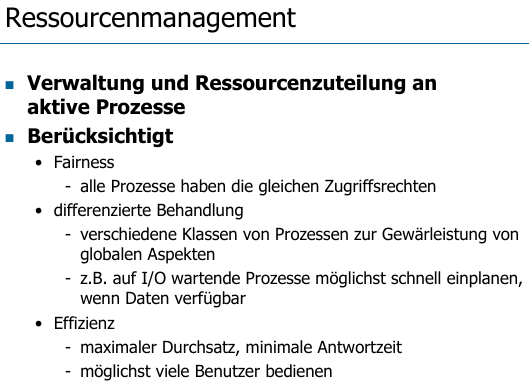 Ressourcenmanagement
▪ Verwaltung und Ressourcenzuteilung an
aktive Prozesse
▪ Berücksichtigt
• Fairness
- alle Prozesse haben die gleichen Zugriffsrechten
• differenzierte Behandlung
- verschiedene Klassen von Prozessen zur Gewärleistung von
globalen Aspekten
- z.B. auf I/O wartende Prozesse möglichst schnell einplanen,
wenn Daten verfügbar
• Effizienz
- maximaler Durchsatz, minimale Antwortzeit
- möglichst viele Benutzer bedienen